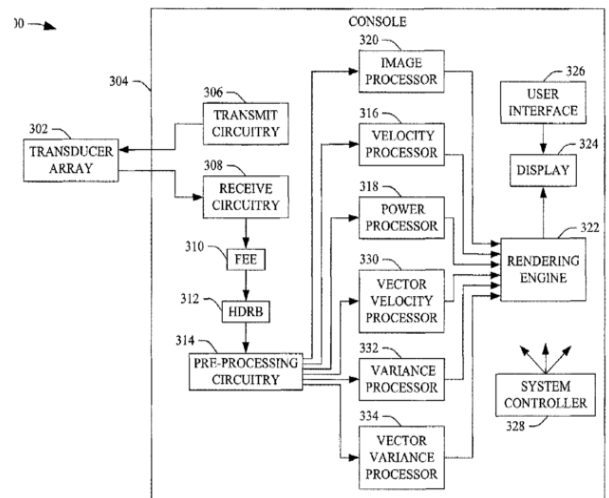 00
CONSOLE
304
320
IMAGE
PROCESSOR
326
USER
INTERFACE
306
TRANSMIT
CIRCUITRY
302
TRANSDUCER
ARRAY
316
VELOCITY
PROCESSOR
324
DISPLAY
308
RECEIVE
CIRCUITRY
318
POWER
PROCESSOR
322
RENDERING
ENGINE
310
FEE
330
VECTOR
VELOCITY
PROCESSOR
312
HDRB
314
PRE-PROCESSING
CIRCUITRY
332
VARIANCE
PROCESSOR
SYSTEM
CONTROLLER
328
334
VECTOR
VARIANCE
PROCESSOR